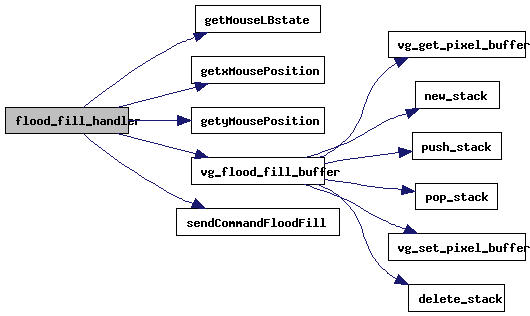 getMouseLBstate
vg_get_pixel_buffer
getxMousePosition
new_stack
flood_fill_handler
getyMousePosition
push_stack
vg_flood_fill_buffer
pop_stack
sendCommandFloodFill
vg_set_pixel_buffer
delete_stack